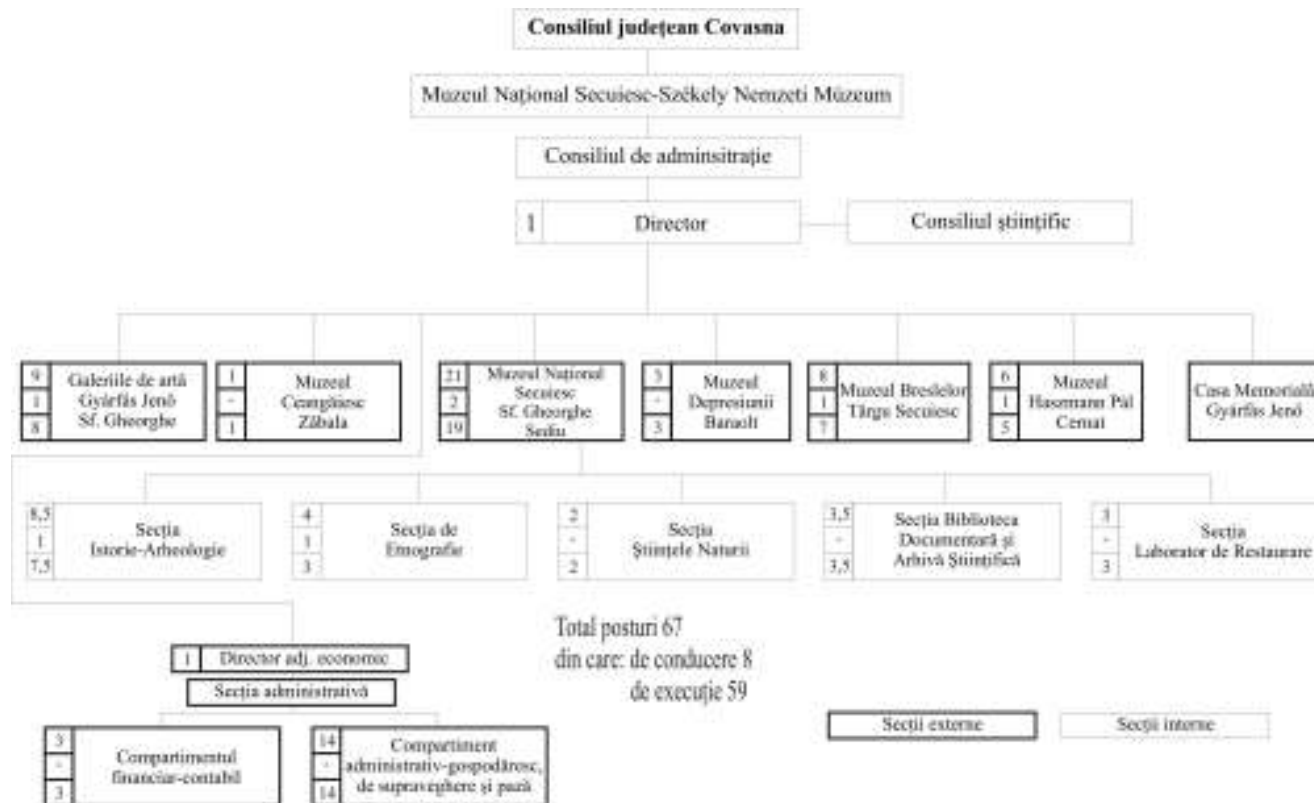 Consiliul județean Covasna
Muzeul Național Secuiesc-Székely Nemzeti Múzeum
Consiliul de adminsitrație
1 Director
Consiliul științific
9
1
8
Galeriile de artă
Gyárfás Jenő
Sf. Gheorghe
1
-
1
Muzeul
Ceangăiesc
Zăbala
21
2
19
Muzeul Național
Secuiesc
Sf. Gheorghe
Sediu
3
-
3
Muzeul
Depresiunii
Baraolt
8
1
7
Muzeul Breslelor
Târgu Secuiesc
6
1
5
Muzeul
Haszmann Pál
Cernat
Casa Memorială
Gyárfás Jenő
8,5
1
7,5
Secția
Istorie-Arheologie
4
1
3
Secția de
Etnografie
2
-
2
Secția
Științele Naturii
3,5
-
3,5
Secția Biblioteca
Documentară și
Arhivă Științifică
3
-
3
Secția
Laborator de Restaurare
Total posturi 67
din care: de conducere 8
de execuție 59
1 Director adj. economic
Secția administrativă
3
-
3
Compartimentul
financiar-contabil
14
-
14
Compartiment
administrativ-gospodăresc,
de supraveghere și pază
Secții externe
Secții interne